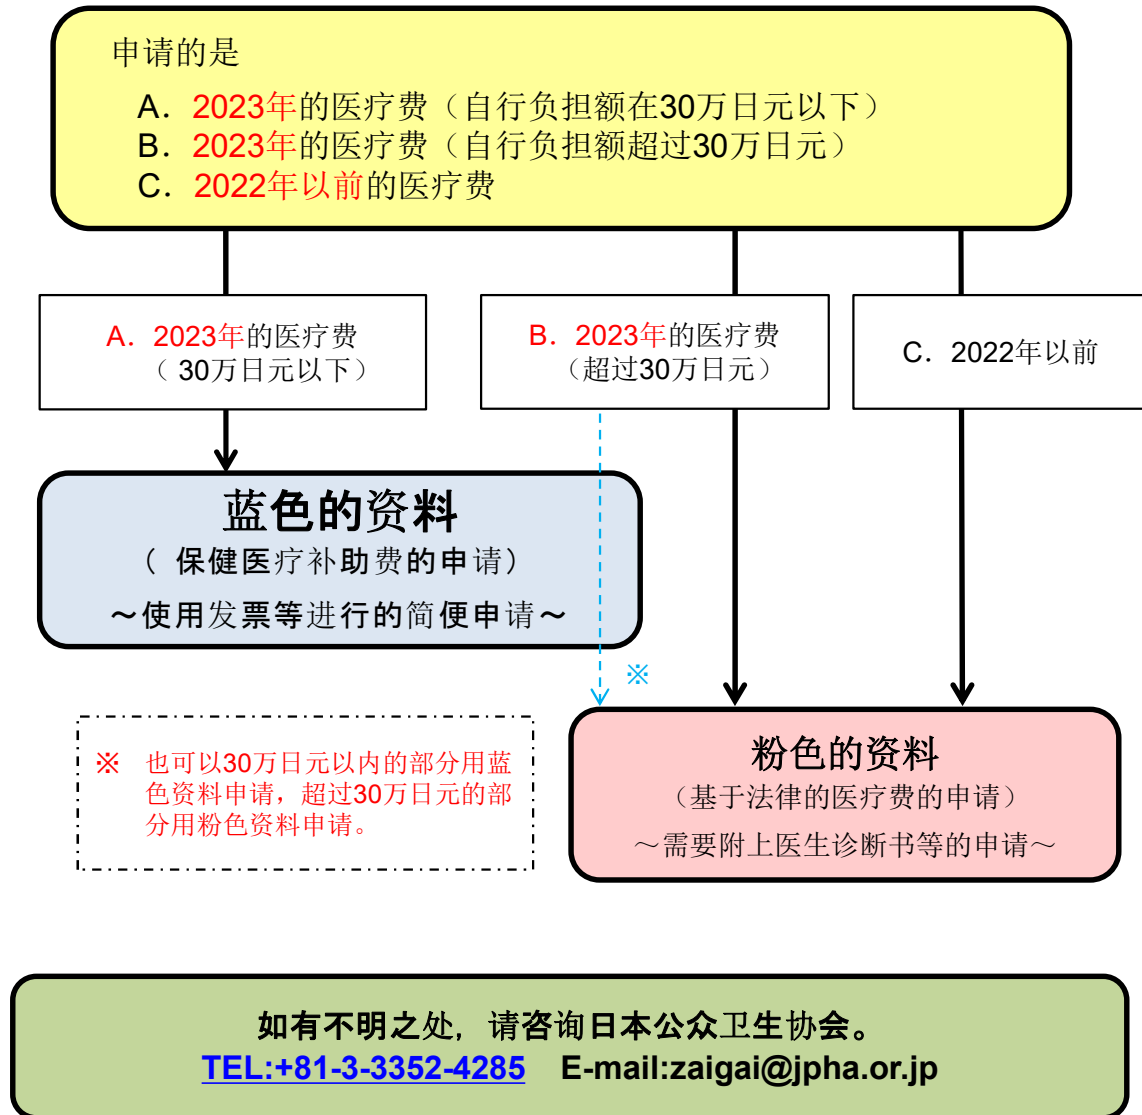 申请的是
A．2023年的医疗费（自行负担额在30万日元以下）
B．2023年的医疗费（自行负担额超过30万日元）
C．2022年以前的医疗费
A．2023年的医疗费
（ 30万日元以下）
B．2023年的医疗费
（超过30万日元）
C．2022年以前
蓝色的资料
（ 保健医疗补助费的申请）
～使用发票等进行的简便申请～
※
※ 也可以30万日元以内的部分用蓝
色资料申请，超过30万日元的部
分用粉色资料申请。
粉色的资料
（基于法律的医疗费的申请）
～需要附上医生诊断书等的申请～
如有不明之处，请咨询日本公众卫生协会。
TEL:+81-3-3352-4285 E-mail:zaigai@jpha.or.jp